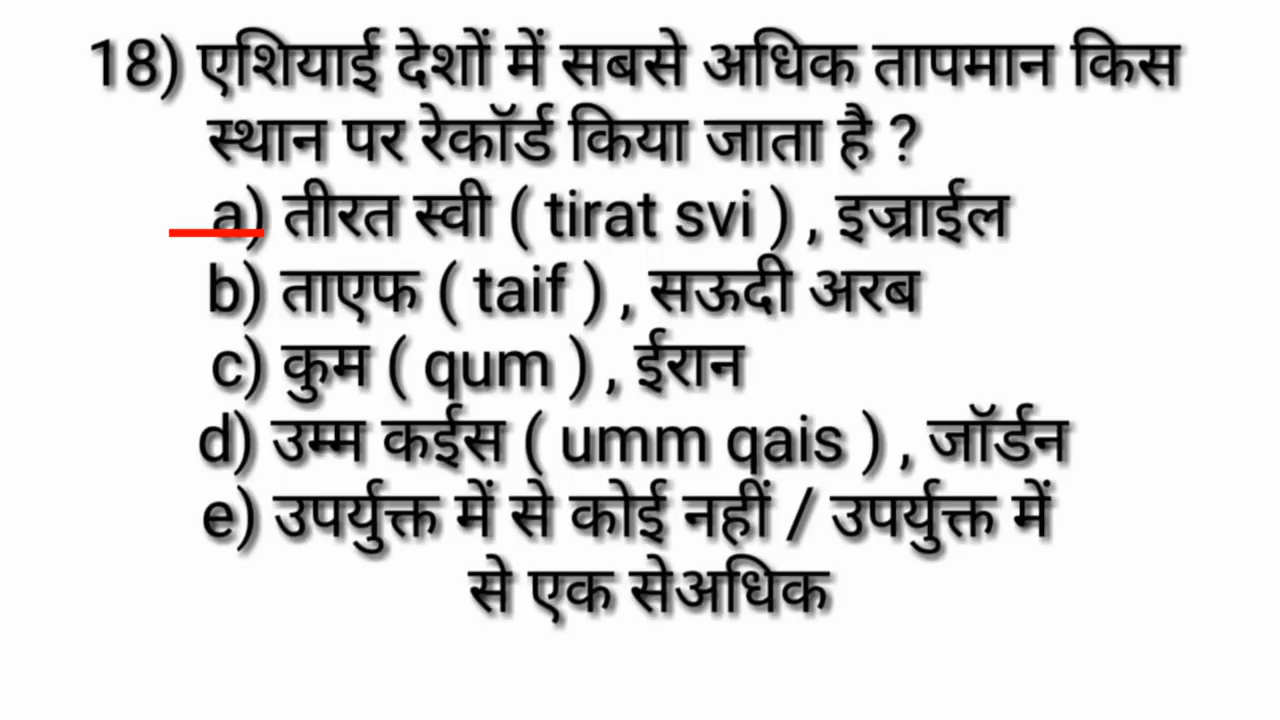 18) एशियाई देशों में सबसे अधिक तापमान किस
स्थान पर रेकॉर्ड किया जाता है ?
a) तीरत स्वी ( tirat svi ) , इज्राईल
b) ताएफ ( taif ) , सऊदी अरब
c) कुम ( qum ) , ईरान
d) उम्म कईस ( umm qais ) , जॉर्डन
e) उपर्युक्त में से कोई नहीं / उपर्युक्त में
से एक सेअधिक